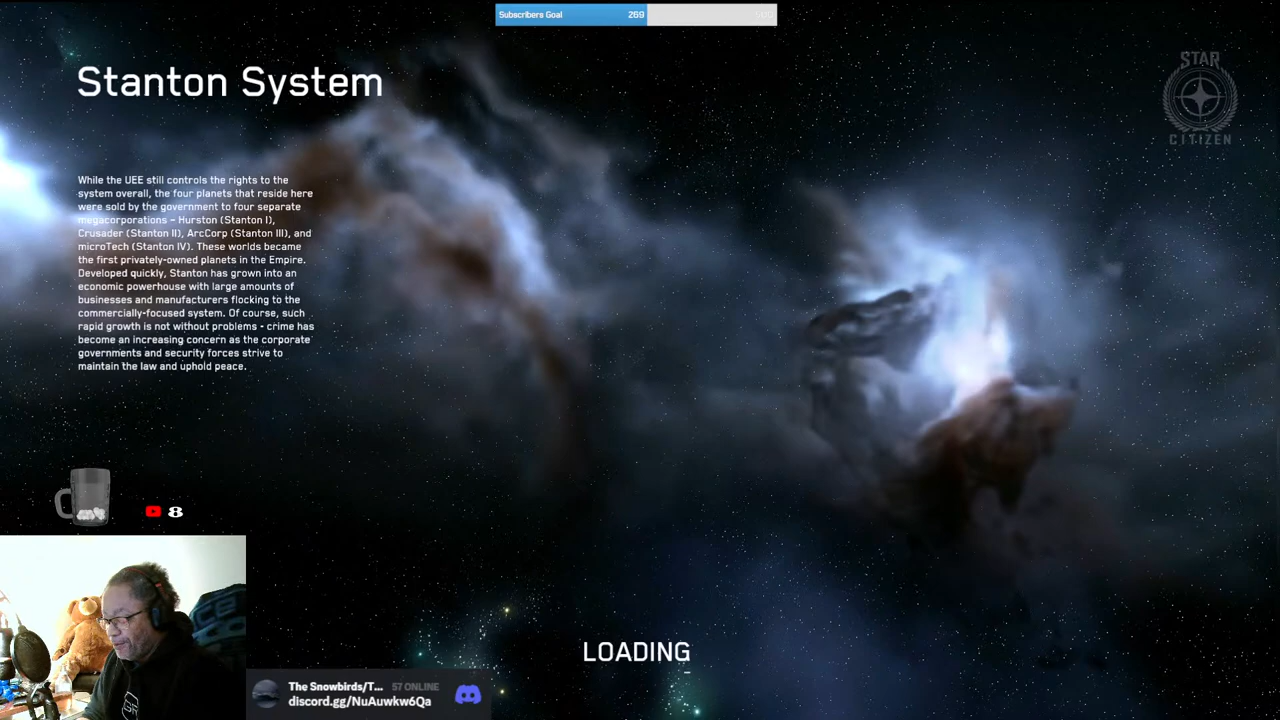 Subscribers Goal 269
Stanton System
STAR
CITIZEN
While the UEE still controls the rights to the
system overall, the four planets that reside here
were sold by the government to four separate
megacorporations – Hurston (Stanton I),
Crusader (Stanton II), ArcCorp (Stanton III), and
microTech (Stanton IV). These worlds became
the first privately-owned planets in the Empire.
Developed quickly, Stanton has grown into an
economic powerhouse with large amounts of
businesses and manufacturers flocking to the
commercially-focused system. Of course, such
rapid growth is not without problems - crime has
become an increasing concern as the corporate
governments and security forces strive to
maintain the law and uphold peace.
8
LOADING
The Snowbirds/T... 57 ONLINE
discord.gg/NuAuwkw6Qa